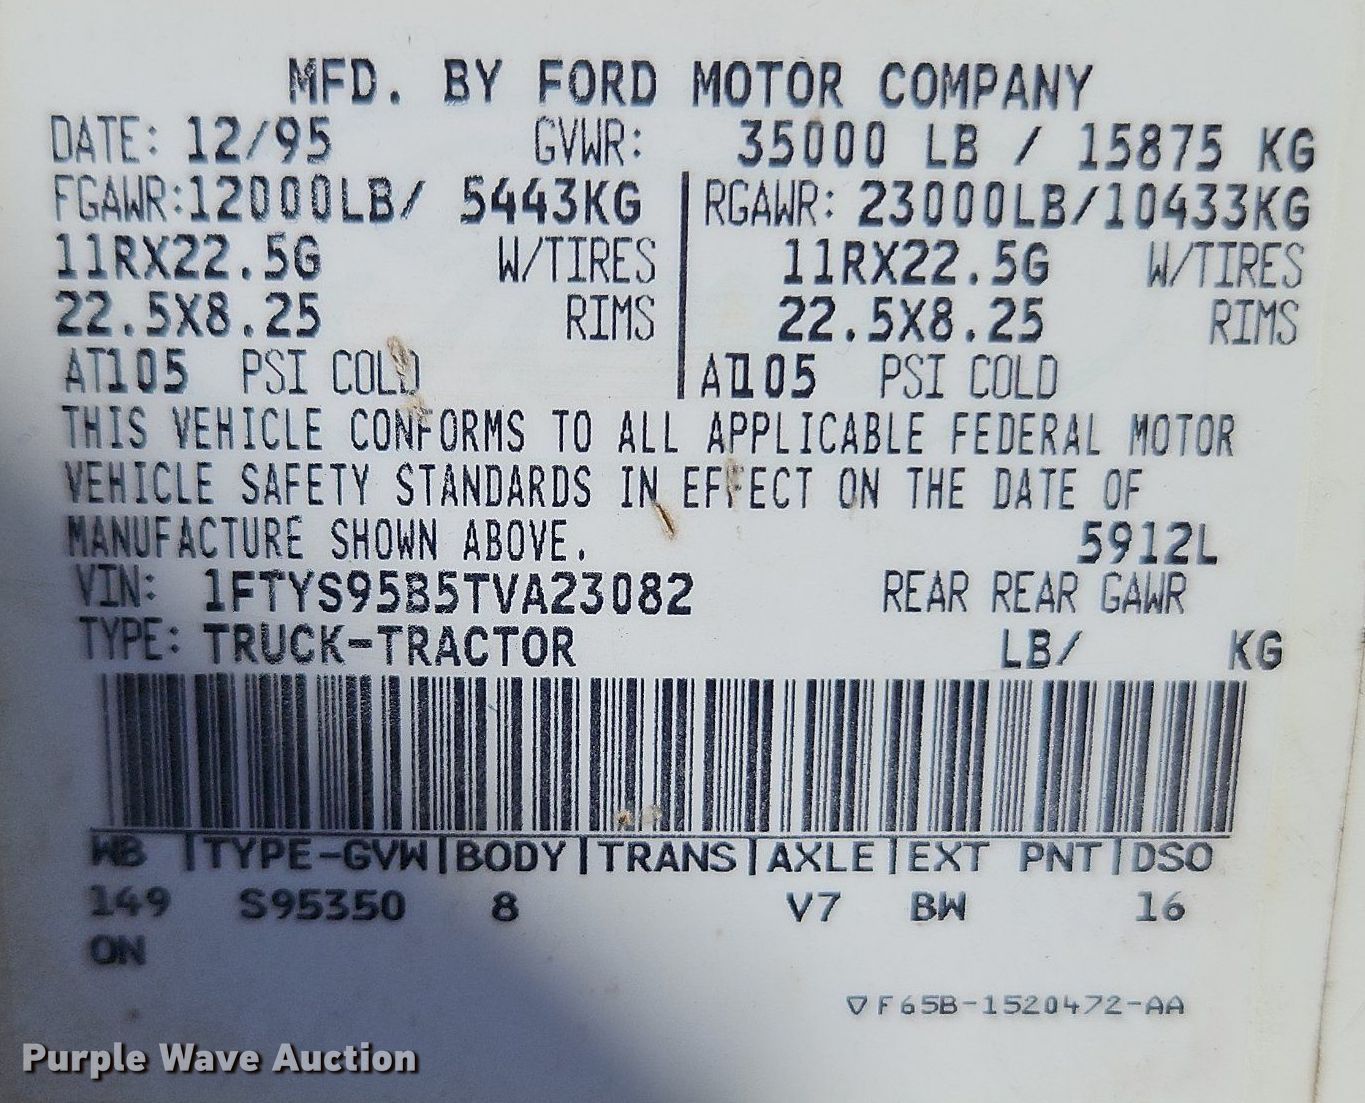 MFD. BY FORD MOTOR COMPANY
DATE: 12/95 GVWR: 35000 LB / 15875 KG
FGAWR:12000LB/ 5443KG RGAWR: 23000LB/10433KG
11RX22.5G W/TIRES 11RX22.5G W/TIRES
22.5X8.25 RIMS 22.5X8.25 RIMS
AT105 PSI COLD AT105 PSI COLD
THIS VEHICLE CONFORMS TO ALL APPLICABLE FEDERAL MOTOR
VEHICLE SAFETY STANDARDS IN EFFECT ON THE DATE OF
MANUFACTURE SHOWN ABOVE. 5912L
VIN: 1FTYS95B5TVA23082 REAR REAR GAWR
TYPE: TRUCK-TRACTOR LB/ KG
WB |TYPE-GVW|BODY|TRANS|AXLE|EXT PNT|DSO
149 S95350 8 V7 BW 16
ON
▽F65B-1520472-AA
Purple Wave Auction